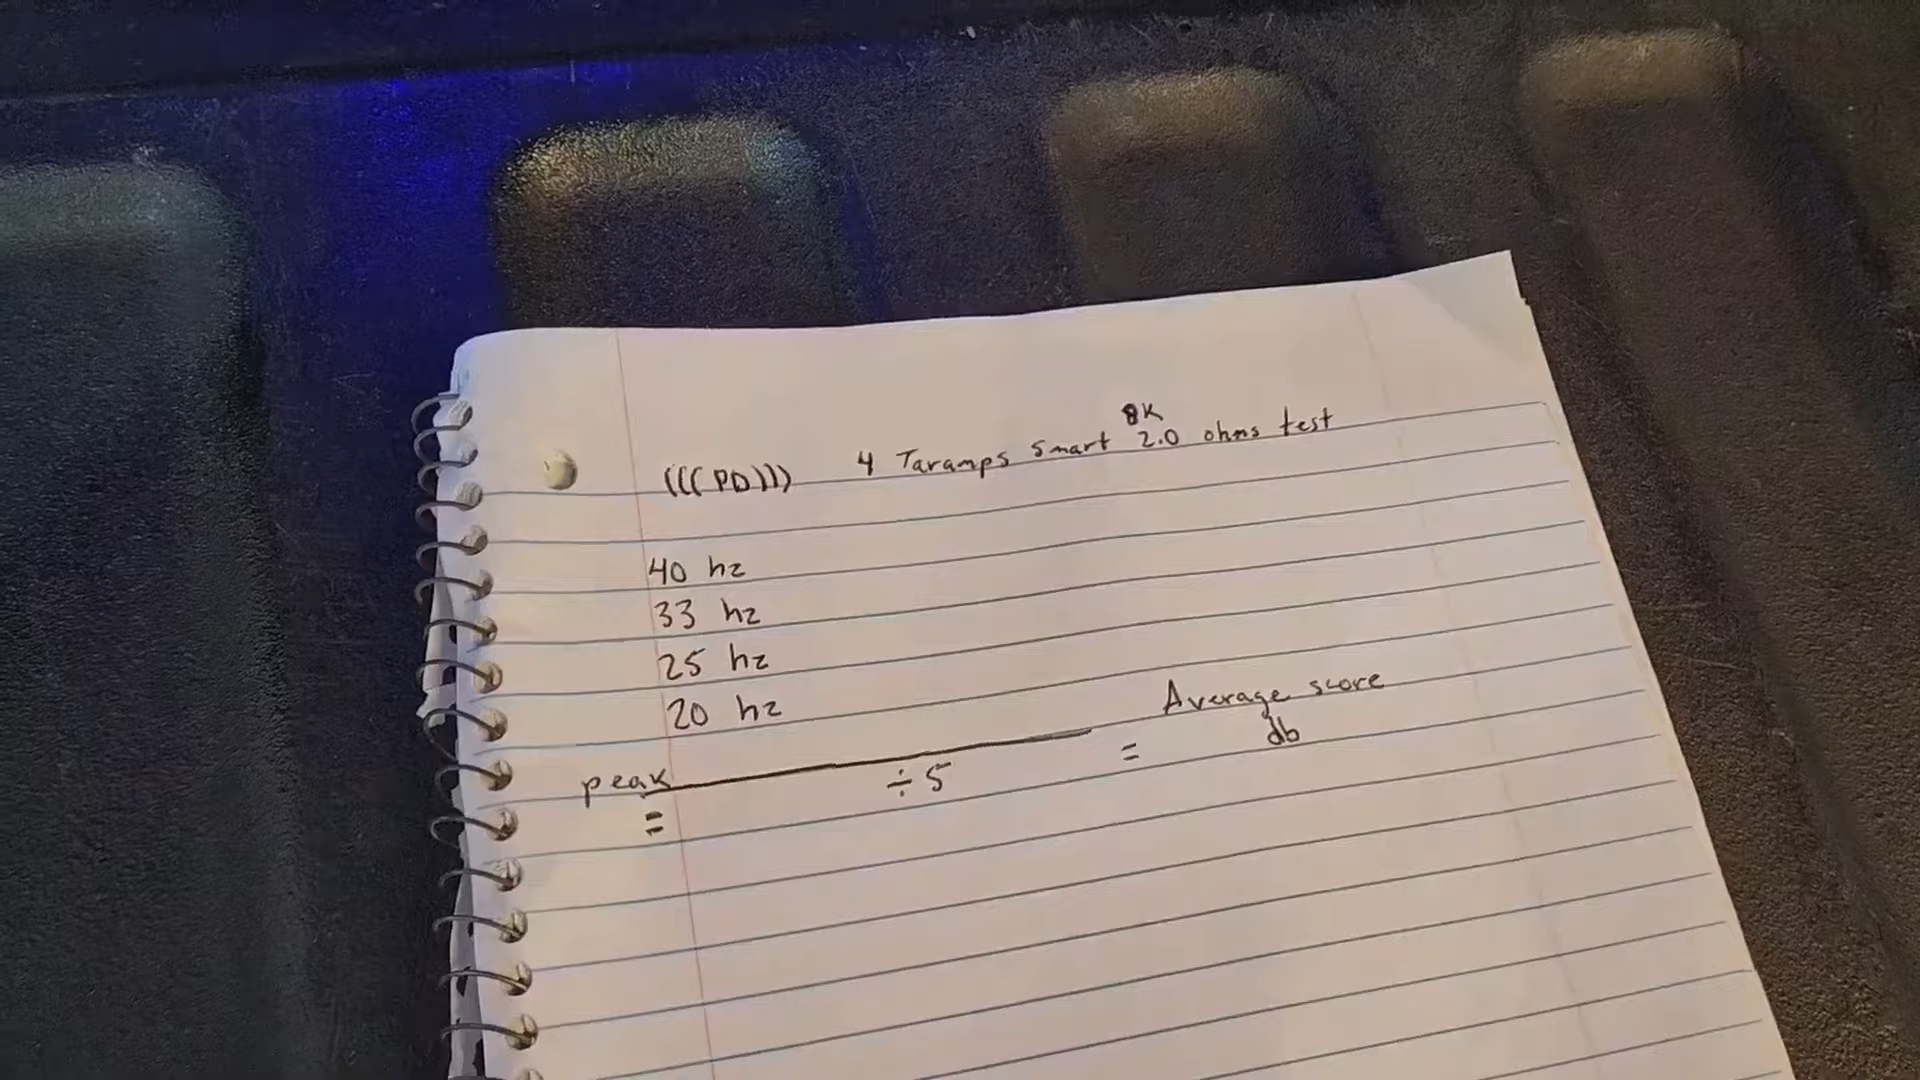 (((PD))) 4 Taramps Smart 8K 2.0 ohms test
40 hz
33 hz
25 hz
20 hz
peak ÷ 5 = Average score db
=